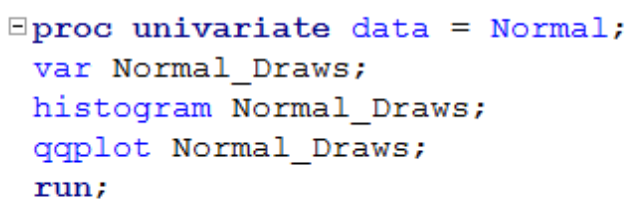 proc univariate data = Normal;
var Normal_Draws;
histogram Normal_Draws;
qqplot Normal_Draws;
run;